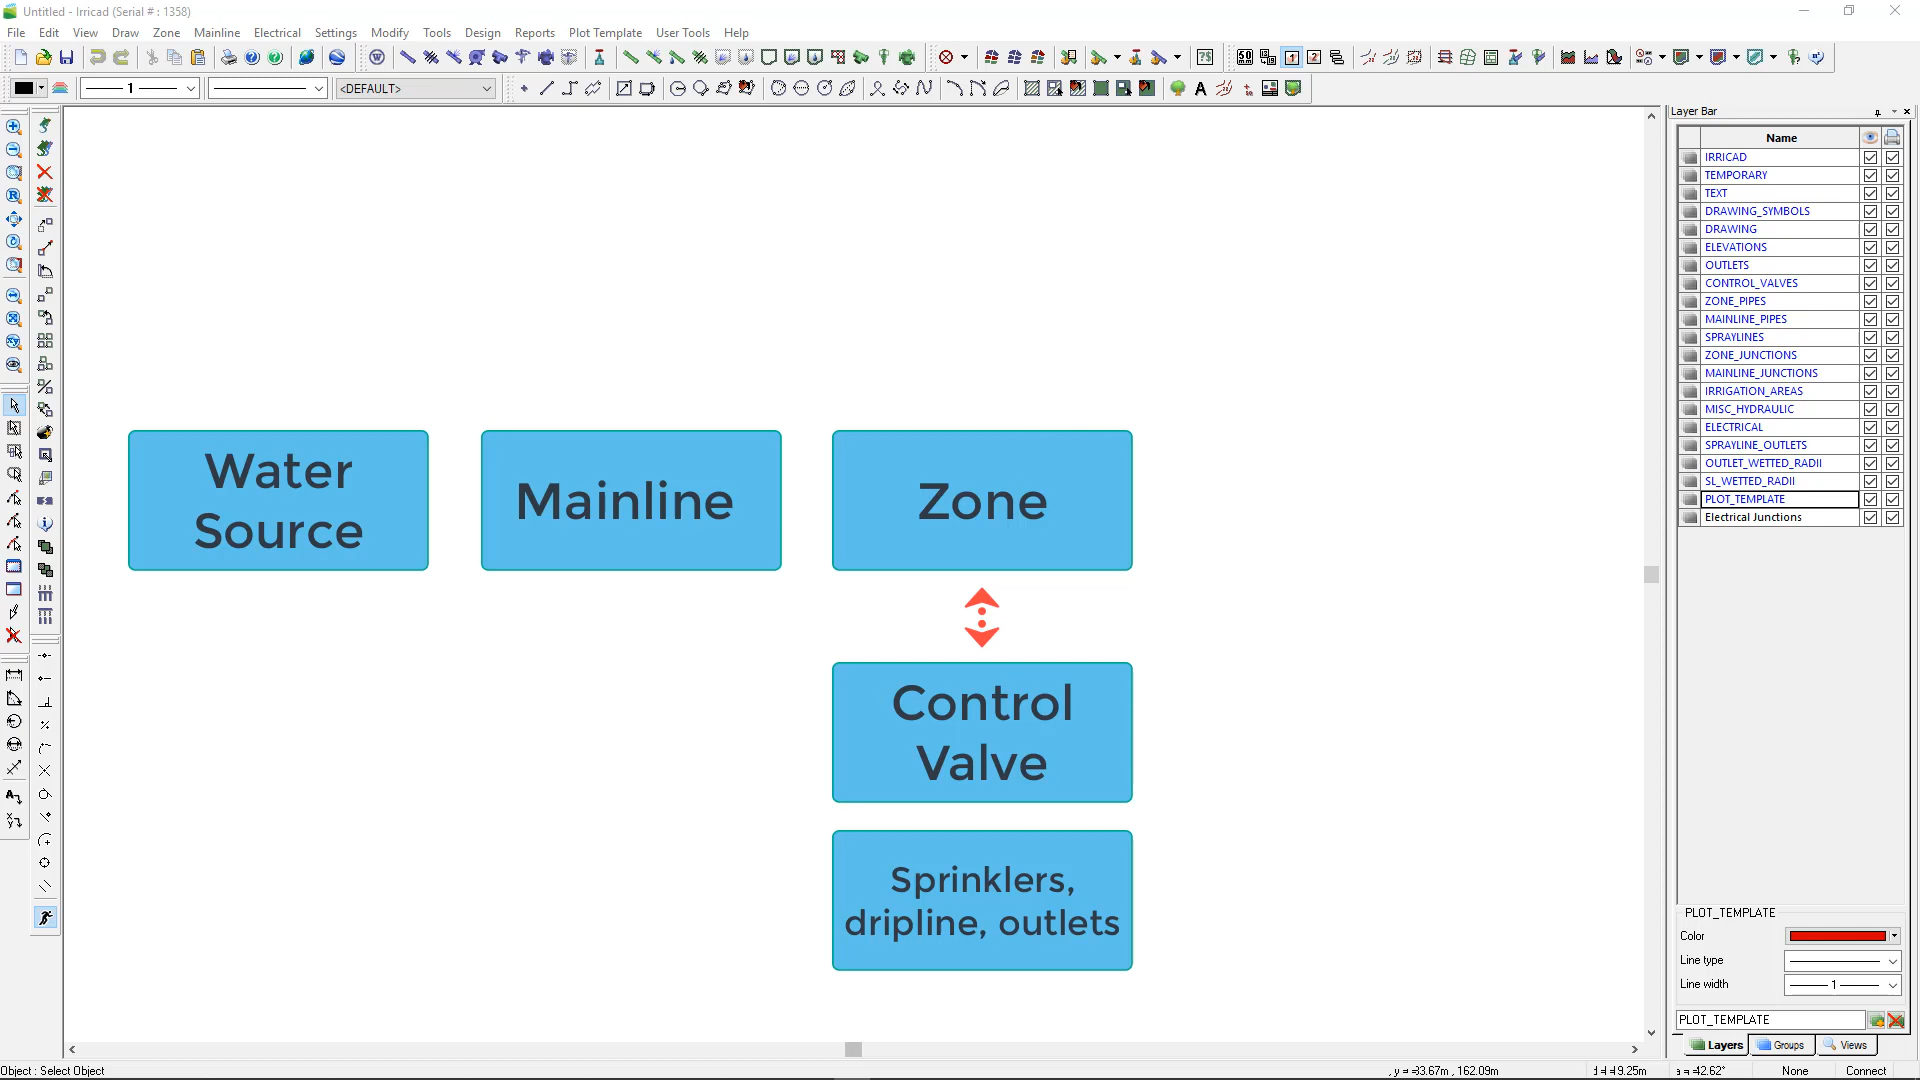 Untitled - Irricad (Serial # : 1358)
File Edit View Draw Zone Mainline Electrical Settings Modify Tools Design Reports Plot Template User Tools Help
1
<DEFAULT>
Layer Bar
Name
IRRICAD
TEMPORARY
TEXT
DRAWING_SYMBOLS
DRAWING
ELEVATIONS
OUTLETS
CONTROL_VALVES
ZONE_PIPES
MAINLINE_PIPES
SPRAYLINES
ZONE_JUNCTIONS
MAINLINE_JUNCTIONS
IRRIGATION_AREAS
MISC_HYDRAULIC
ELECTRICAL
SPRAYLINE_OUTLETS
OUTLET_WETTED_RADII
SL_WETTED_RADII
PLOT_TEMPLATE
Electrical Junctions
Water
Source
Mainline
Zone
Control
Valve
Sprinklers,
dripline, outlets
PLOT_TEMPLATE
Color
Line type
Line width
1
PLOT_TEMPLATE
Layers Groups Views
Object : Select Object
None Connect